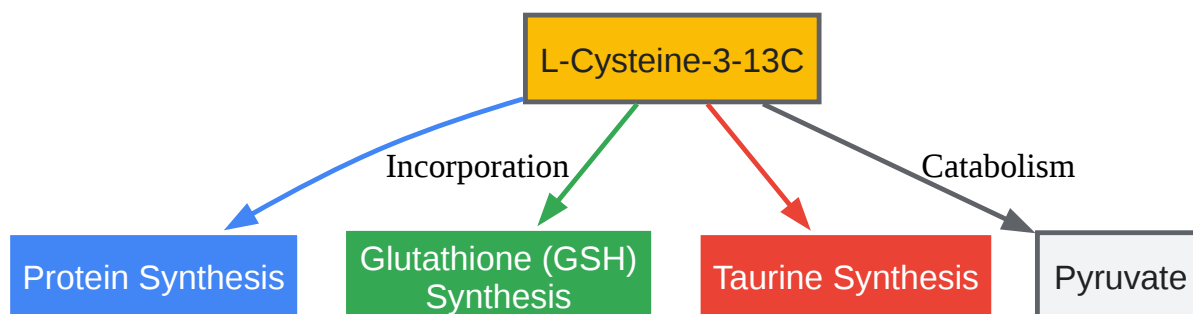 L-Cysteine-3-13C
Incorporation
Catabolism
Protein Synthesis
Glutathione (GSH)
Synthesis
Taurine Synthesis
Pyruvate